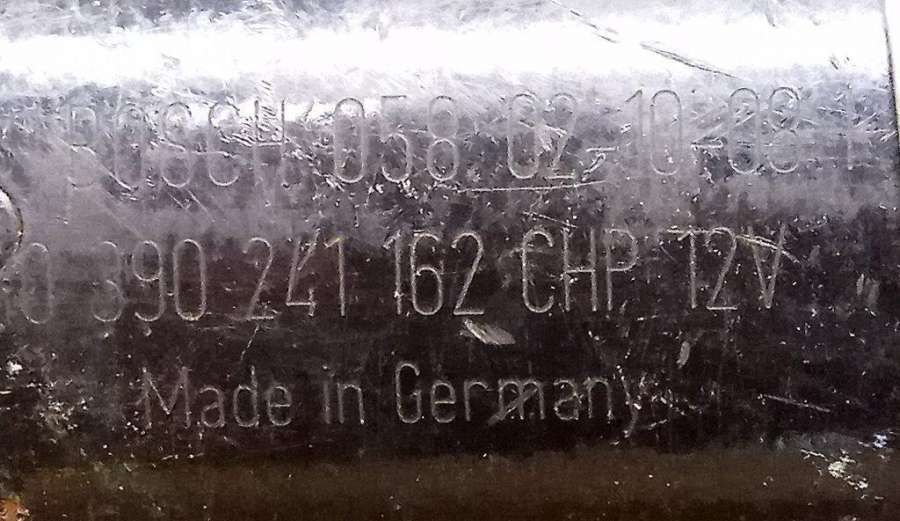 BOSCH 058 02-10-08
0 390 241 162 CHP 12V
Made in Germany